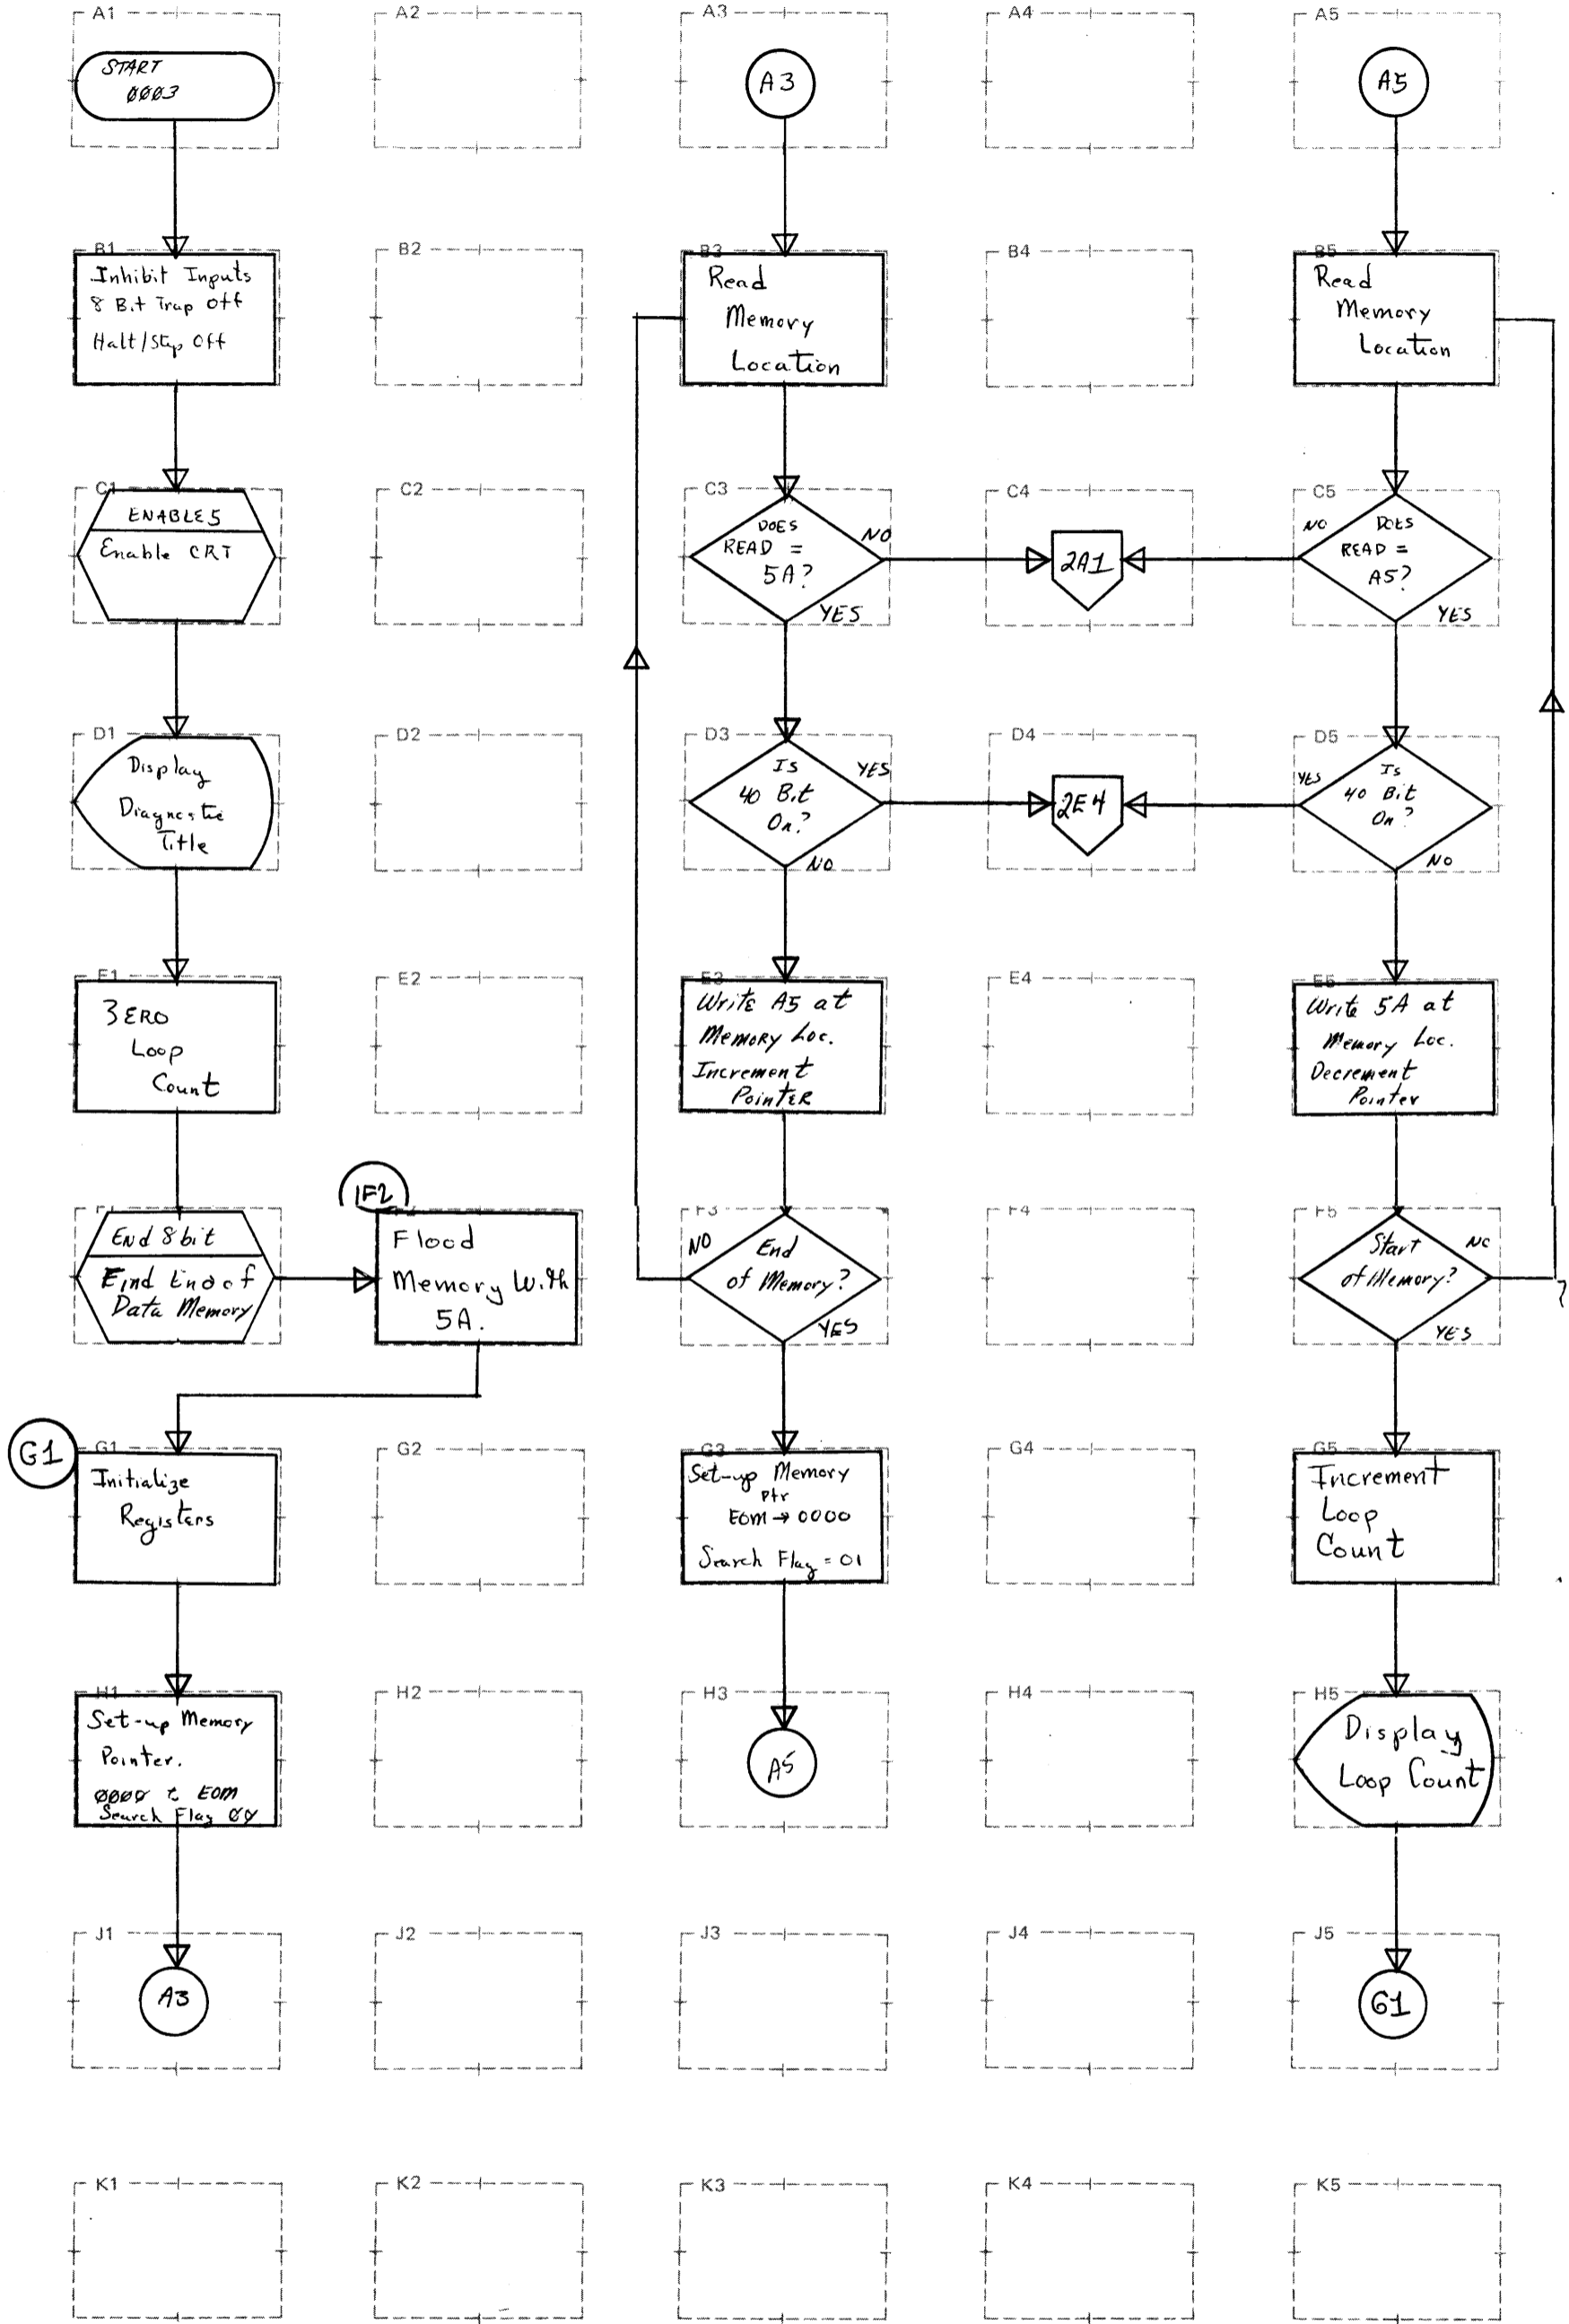 A1
START
0003
B1
Inhibit Inputs
8 Bit Trap Off
Halt/Step Off
C1
ENABLES
Enable CRT
D1
Display
Diagnostic
Title
E1
ZERO
Loop
Count
F1
End 8bit
Find End of
Data Memory
G1
G1
Initialize
Registers
H1
Set-up Memory
Pointer.
0000 t EOM
Search Flag 00
J1
A3
K1
A2
B2
C2
D2
E2
1F2
Flood
Memory With
5A.
G2
H2
J2
K2
A3
A3
B3
Read
Memory
Location
C3
DOES
READ =
5A?
NO
YES
D3
Is
40 Bit
On?
YES
NO
E3
Write A5 at
Memory Loc.
Increment
Pointer
F3
NO
End
of Memory?
YES
G3
Set-up Memory
Ptr
EOM → 0000
Search Flag = 01
H3
A5
J3
K3
A4
B4
C4
2A1
D4
2E4
E4
F4
G4
H4
J4
K4
A5
A5
B5
Read
Memory
Location
C5
NO
DOES
READ =
A5?
YES
D5
YES
Is
40 Bit
On?
NO
E5
Write 5A at
Memory Loc.
Decrement
Pointer
F5
Start
of Memory?
NO
YES
G5
Increment
Loop
Count
H5
Display
Loop Count
J5
G1
K5